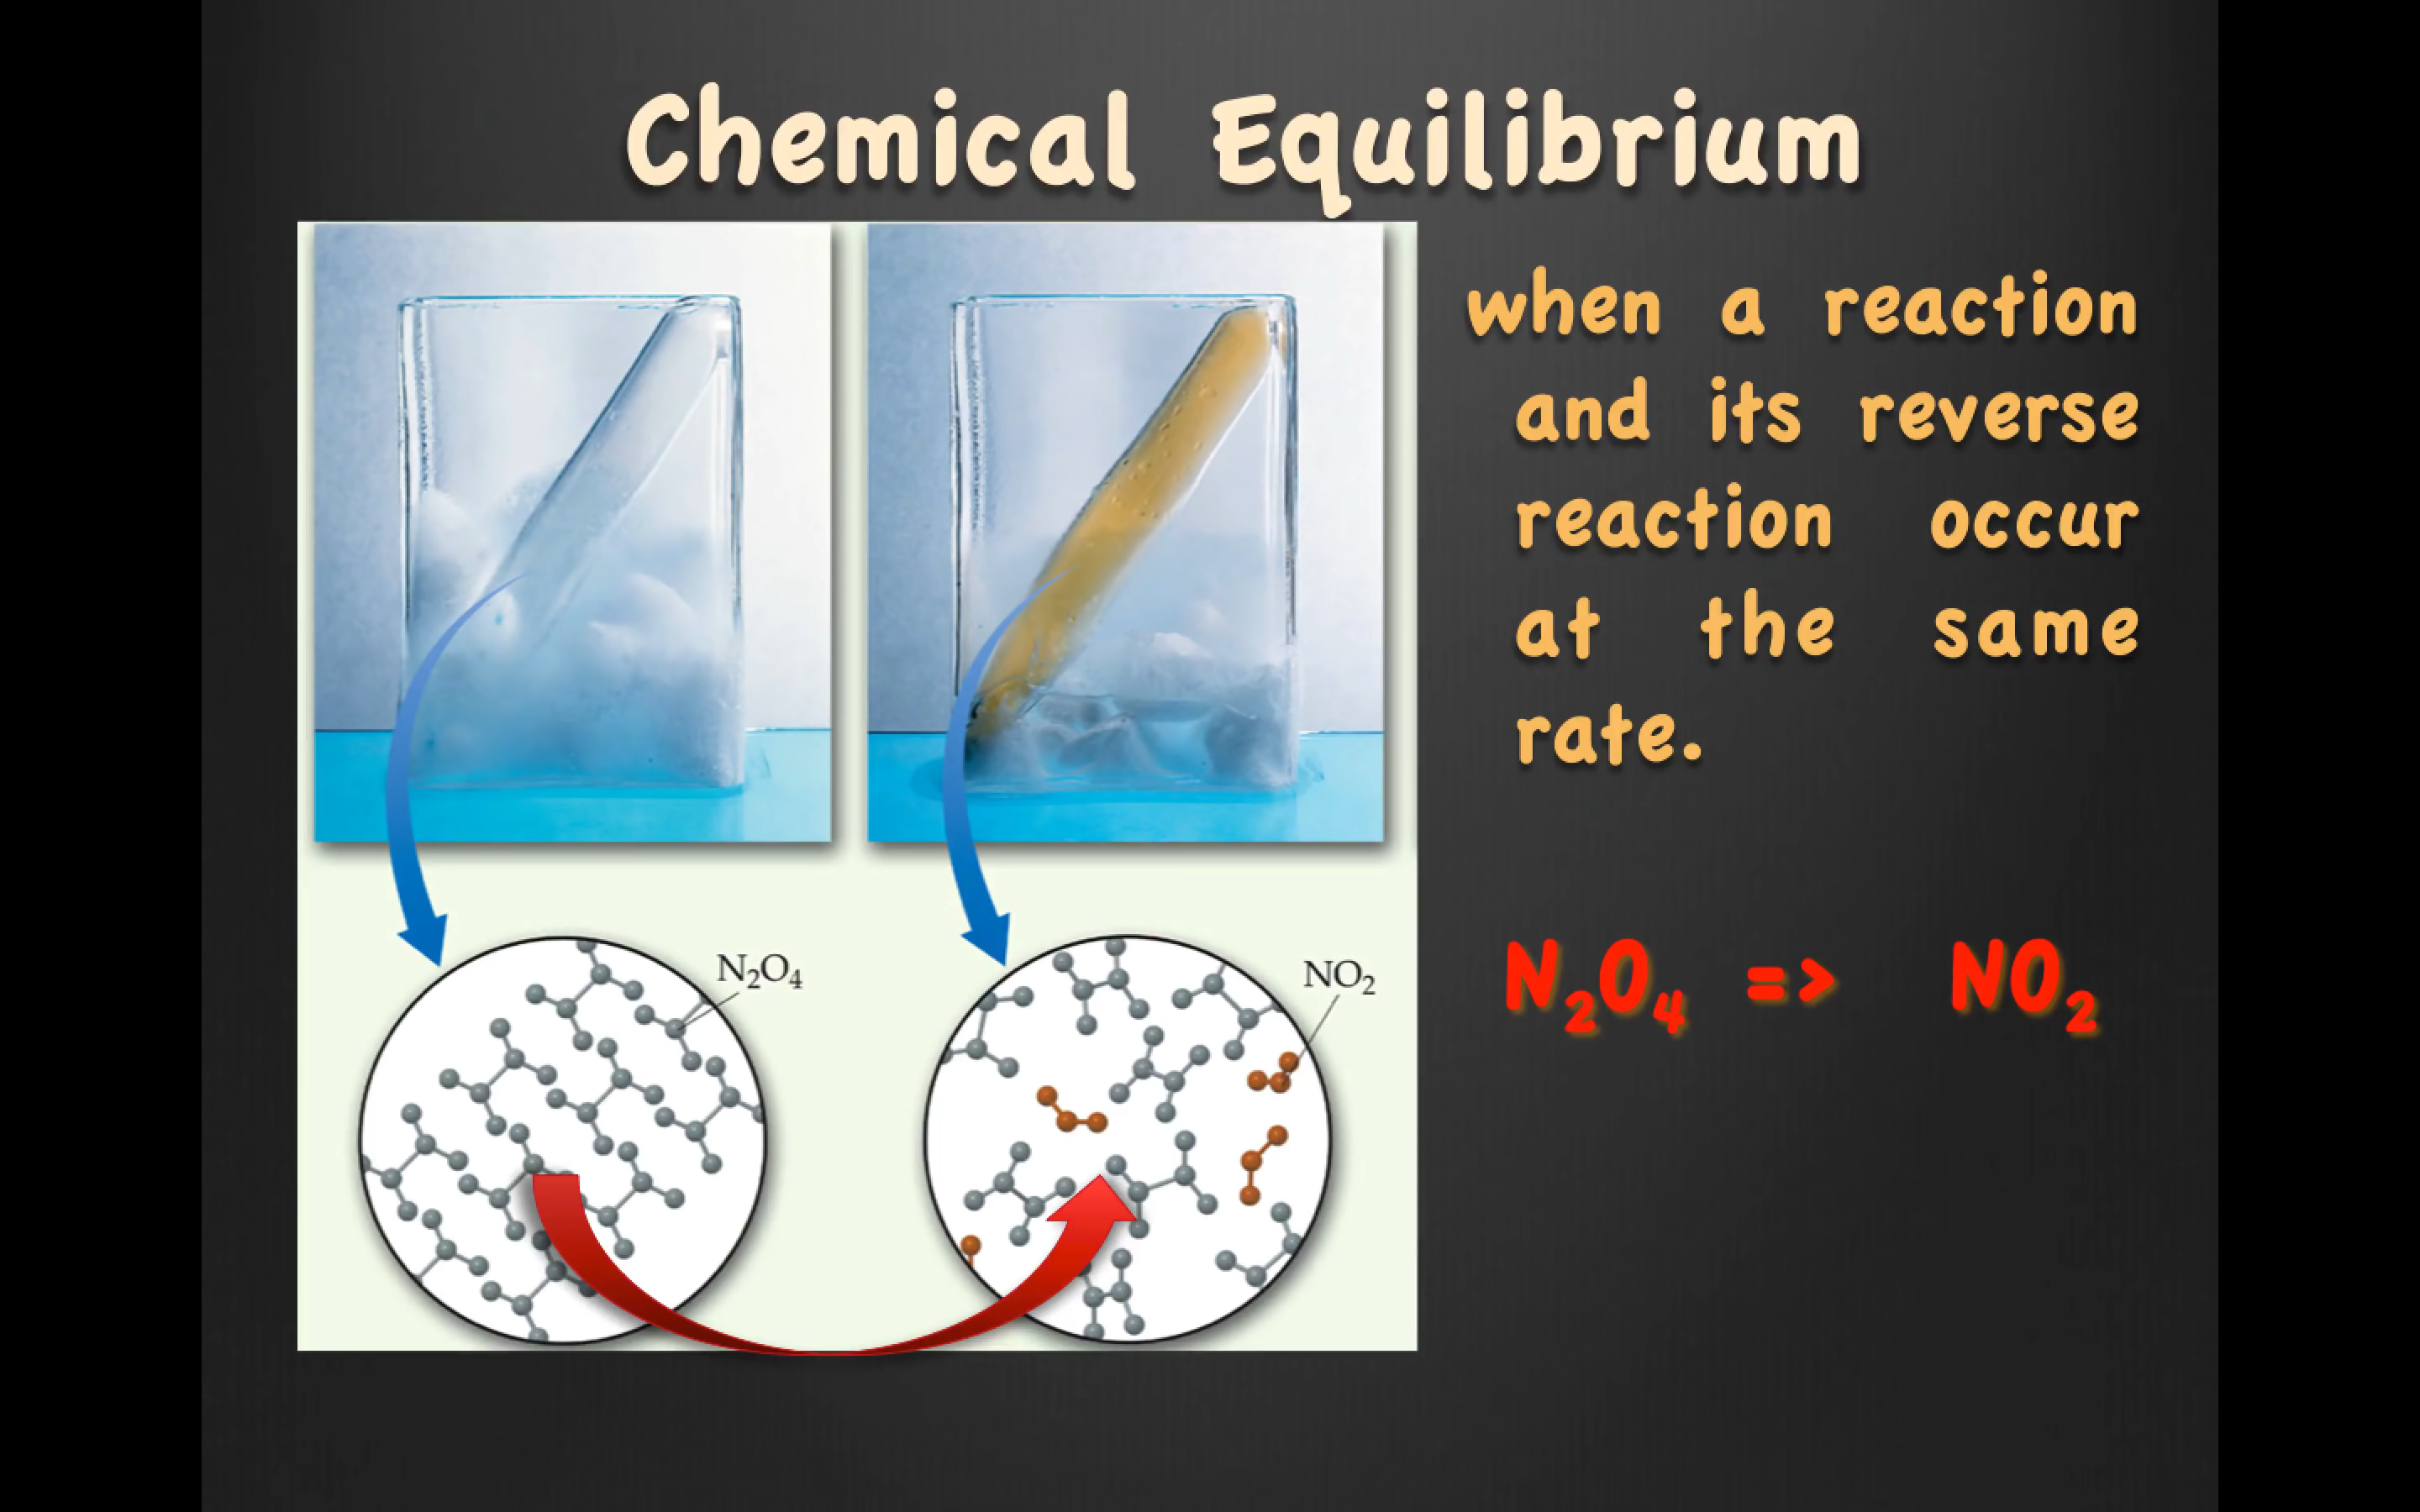 Chemical Equilibrium
when a reaction
and its reverse
reaction occur
at the same
rate.
N₂O₄
NO₂
N₂O₄ => NO₂